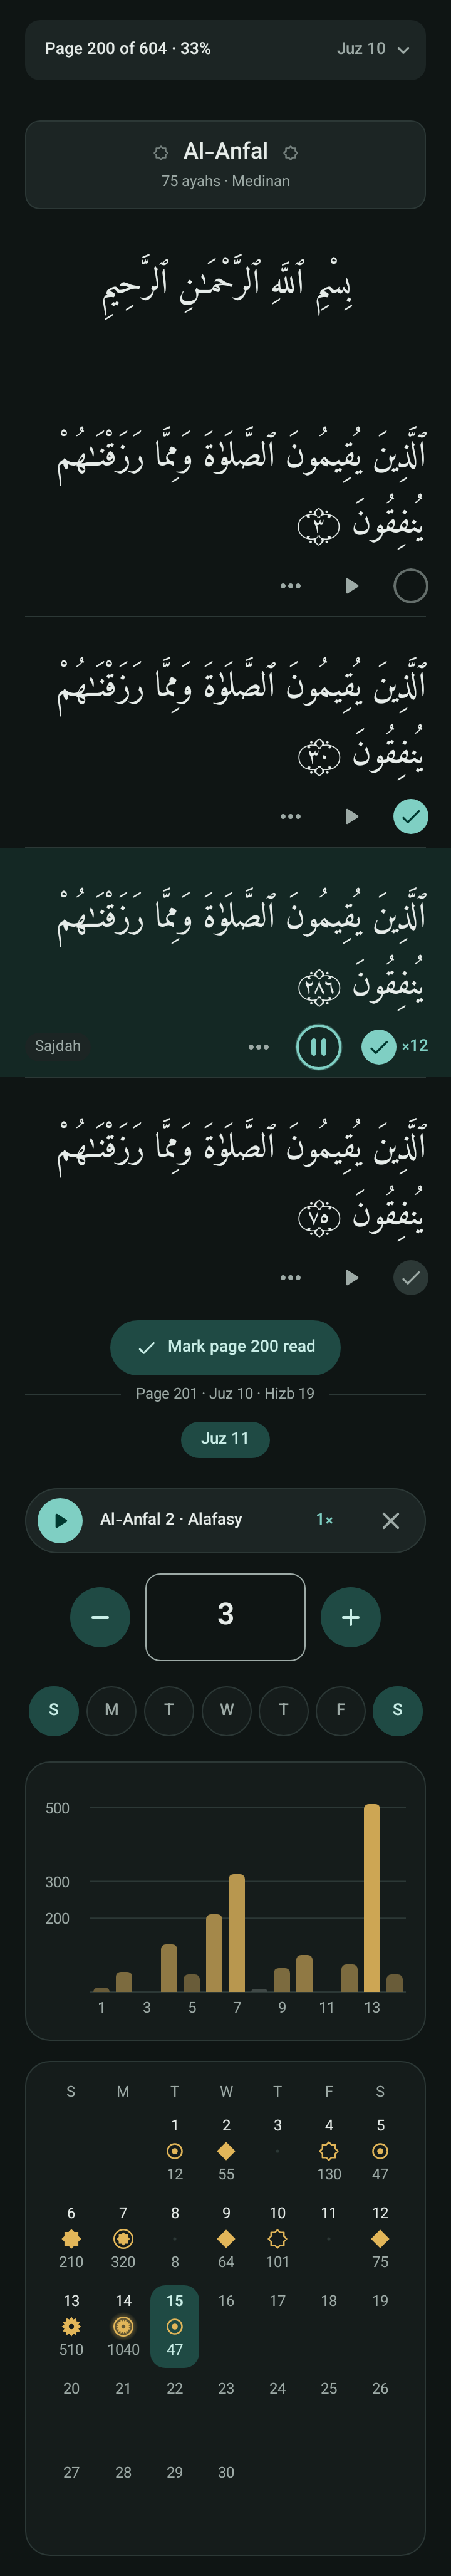 Page 200 of 604 · 33%
Juz 10
Al-Anfal
75 ayahs · Medinan
بِسْمِ ٱللَّهِ ٱلرَّحْمَـٰنِ ٱلرَّحِيمِ
ٱلَّذِينَ يُقِيمُونَ ٱلصَّلَوٰةَ وَمِمَّا رَزَقْنَـٰهُمْ
يُنفِقُونَ ٣
ٱلَّذِينَ يُقِيمُونَ ٱلصَّلَوٰةَ وَمِمَّا رَزَقْنَـٰهُمْ
يُنفِقُونَ ٣٠
ٱلَّذِينَ يُقِيمُونَ ٱلصَّلَوٰةَ وَمِمَّا رَزَقْنَـٰهُمْ
يُنفِقُونَ ٢٨٦
Sajdah
×12
ٱلَّذِينَ يُقِيمُونَ ٱلصَّلَوٰةَ وَمِمَّا رَزَقْنَـٰهُمْ
يُنفِقُونَ ٧٥
Mark page 200 read
Page 201 · Juz 10 · Hizb 19
Juz 11
Al-Anfal 2 · Alafasy 1×
3
S M T W T F S
500
300
200
1 3 5 7 9 11 13
S M T W T F S
1 2 3 4 5
12 55 130 47
6 7 8 9 10 11 12
210 320 8 64 101 75
13 14 15 16 17 18 19
510 1040 47
20 21 22 23 24 25 26
27 28 29 30